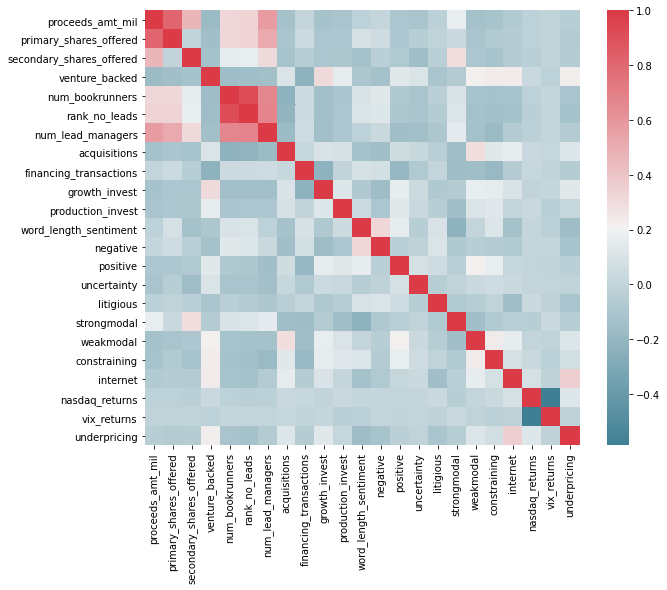 proceeds_amt_mil
primary_shares_offered
secondary_shares_offered
venture_backed
num_bookrunners
rank_no_leads
num_lead_managers
acquisitions
financing_transactions
growth_invest
production_invest
word_length_sentiment
negative
positive
uncertainty
litigious
strongmodal
weakmodal
constraining
internet
nasdaq_returns
vix_returns
underpricing
proceeds_amt_mil
primary_shares_offered
secondary_shares_offered
venture_backed
num_bookrunners
rank_no_leads
num_lead_managers
acquisitions
financing_transactions
growth_invest
production_invest
word_length_sentiment
negative
positive
uncertainty
litigious
strongmodal
weakmodal
constraining
internet
nasdaq_returns
vix_returns
underpricing
1.0
0.8
0.6
0.4
0.2
0.0
−0.2
−0.4